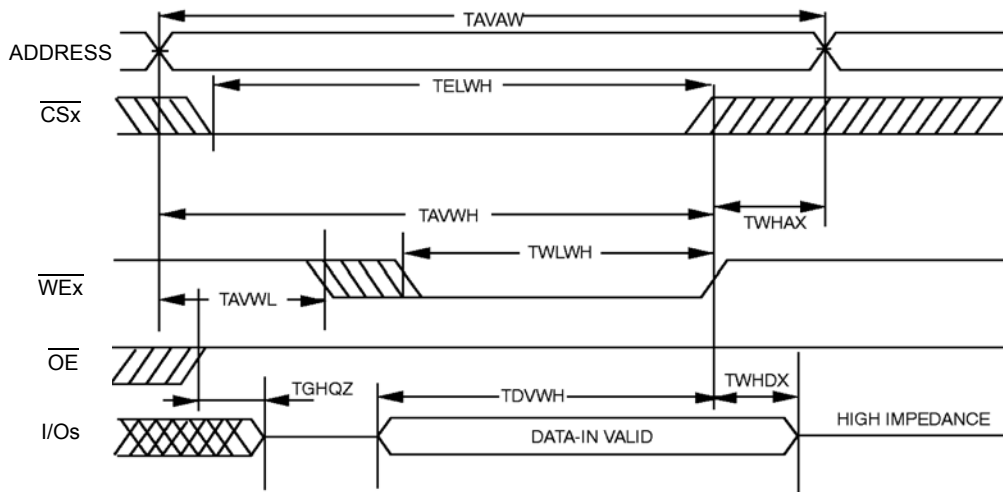 TAVAW
ADDRESS
TELWH
CSx
TAVWH
TWHAX
TWLWH
WEx
TAVWL
OE
TGHQZ
TDVWH
TWHDX
I/Os
DATA-IN VALID
HIGH IMPEDANCE